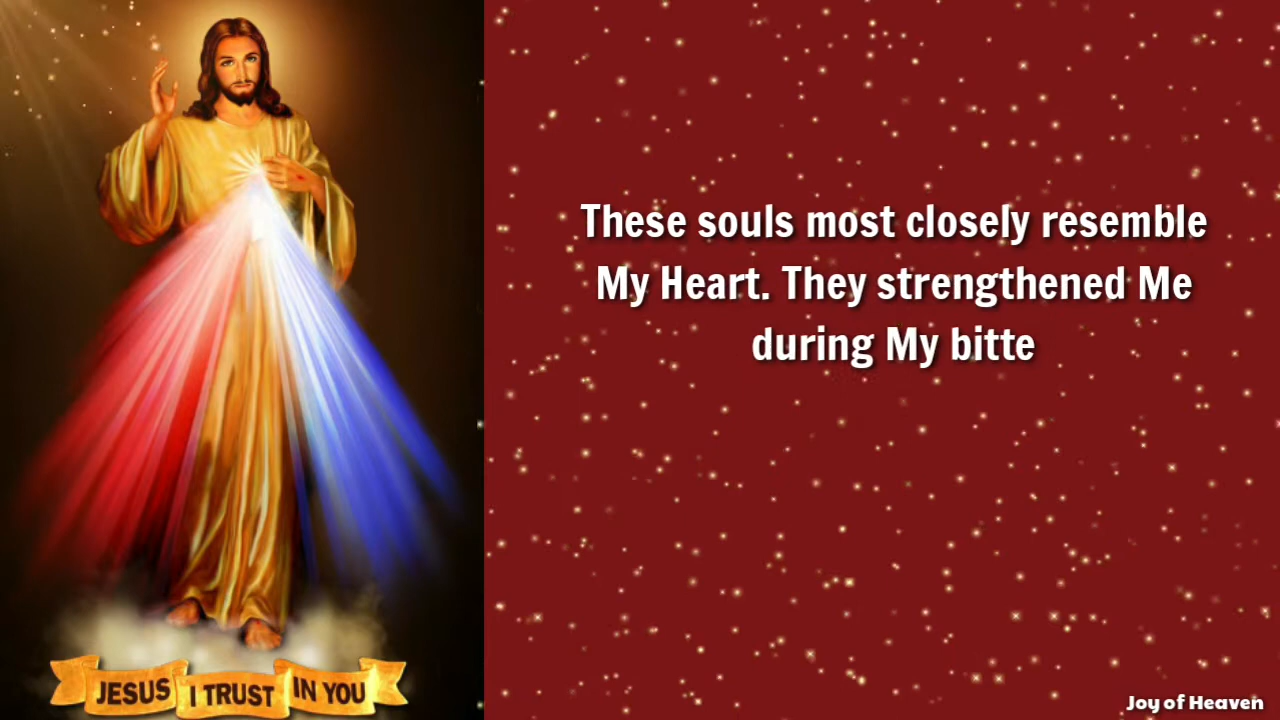 These souls most closely resemble
My Heart. They strengthened Me
during My bitte
JESUS I TRUST IN YOU
Joy of Heaven